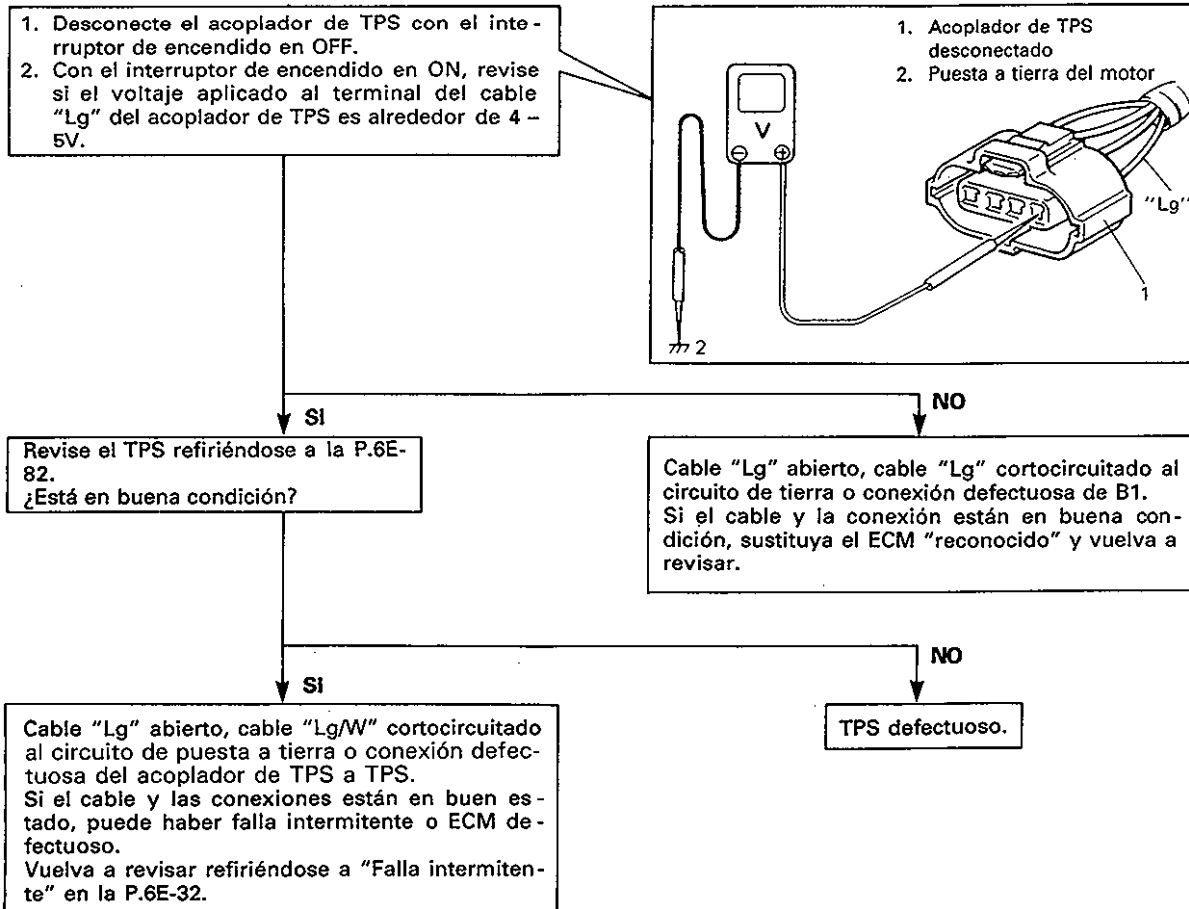 1. Desconecte el acoplador de TPS con el inte-
rruptor de encendido en OFF.
2. Con el interruptor de encendido en ON, revise
si el voltaje aplicado al terminal del cable
"Lg" del acoplador de TPS es alrededor de 4 –
5V.
1. Acoplador de TPS
desconectado
2. Puesta a tierra del motor
V
⊖ ⊕
"Lg"
1
2
SI
NO
Revise el TPS refiriéndose a la P.6E-
82.
¿Está en buena condición?
Cable "Lg" abierto, cable "Lg" cortocircuitado al
circuito de tierra o conexión defectuosa de B1.
Si el cable y la conexión están en buena con-
dición, sustituya el ECM "reconocido" y vuelva a
revisar.
SI
NO
Cable "Lg" abierto, cable "Lg/W" cortocircuitado
al circuito de puesta a tierra o conexión defec-
tuosa del acoplador de TPS a TPS.
Si el cable y las conexiones están en buen es-
tado, puede haber falla intermitente o ECM de-
fectuoso.
Vuelva a revisar refiriéndose a "Falla intermiten-
te" en la P.6E-32.
TPS defectuoso.